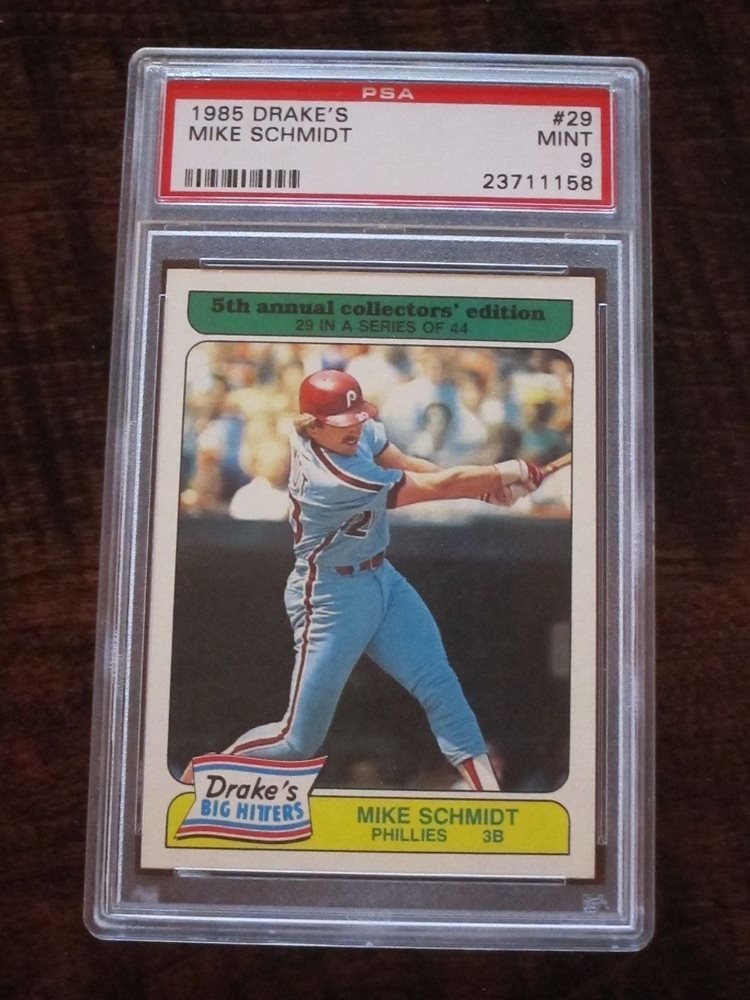 PSA
1985 DRAKE'S #29
MIKE SCHMIDT MINT
9
23711158
5th annual collectors' edition
29 IN A SERIES OF 44
P
2
Drake's
BIG HITTERS
MIKE SCHMIDT
PHILLIES 3B